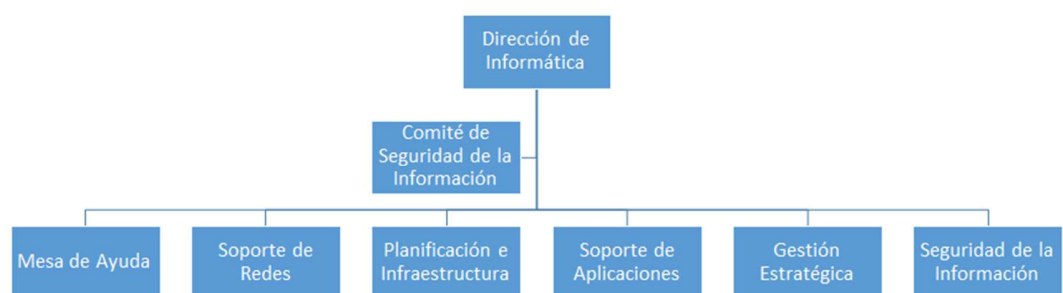 Dirección de
Informática
Comité de
Seguridad de la
Información
Mesa de Ayuda
Soporte de
Redes
Planificación e
Infraestructura
Soporte de
Aplicaciones
Gestión
Estratégica
Seguridad de la
Información